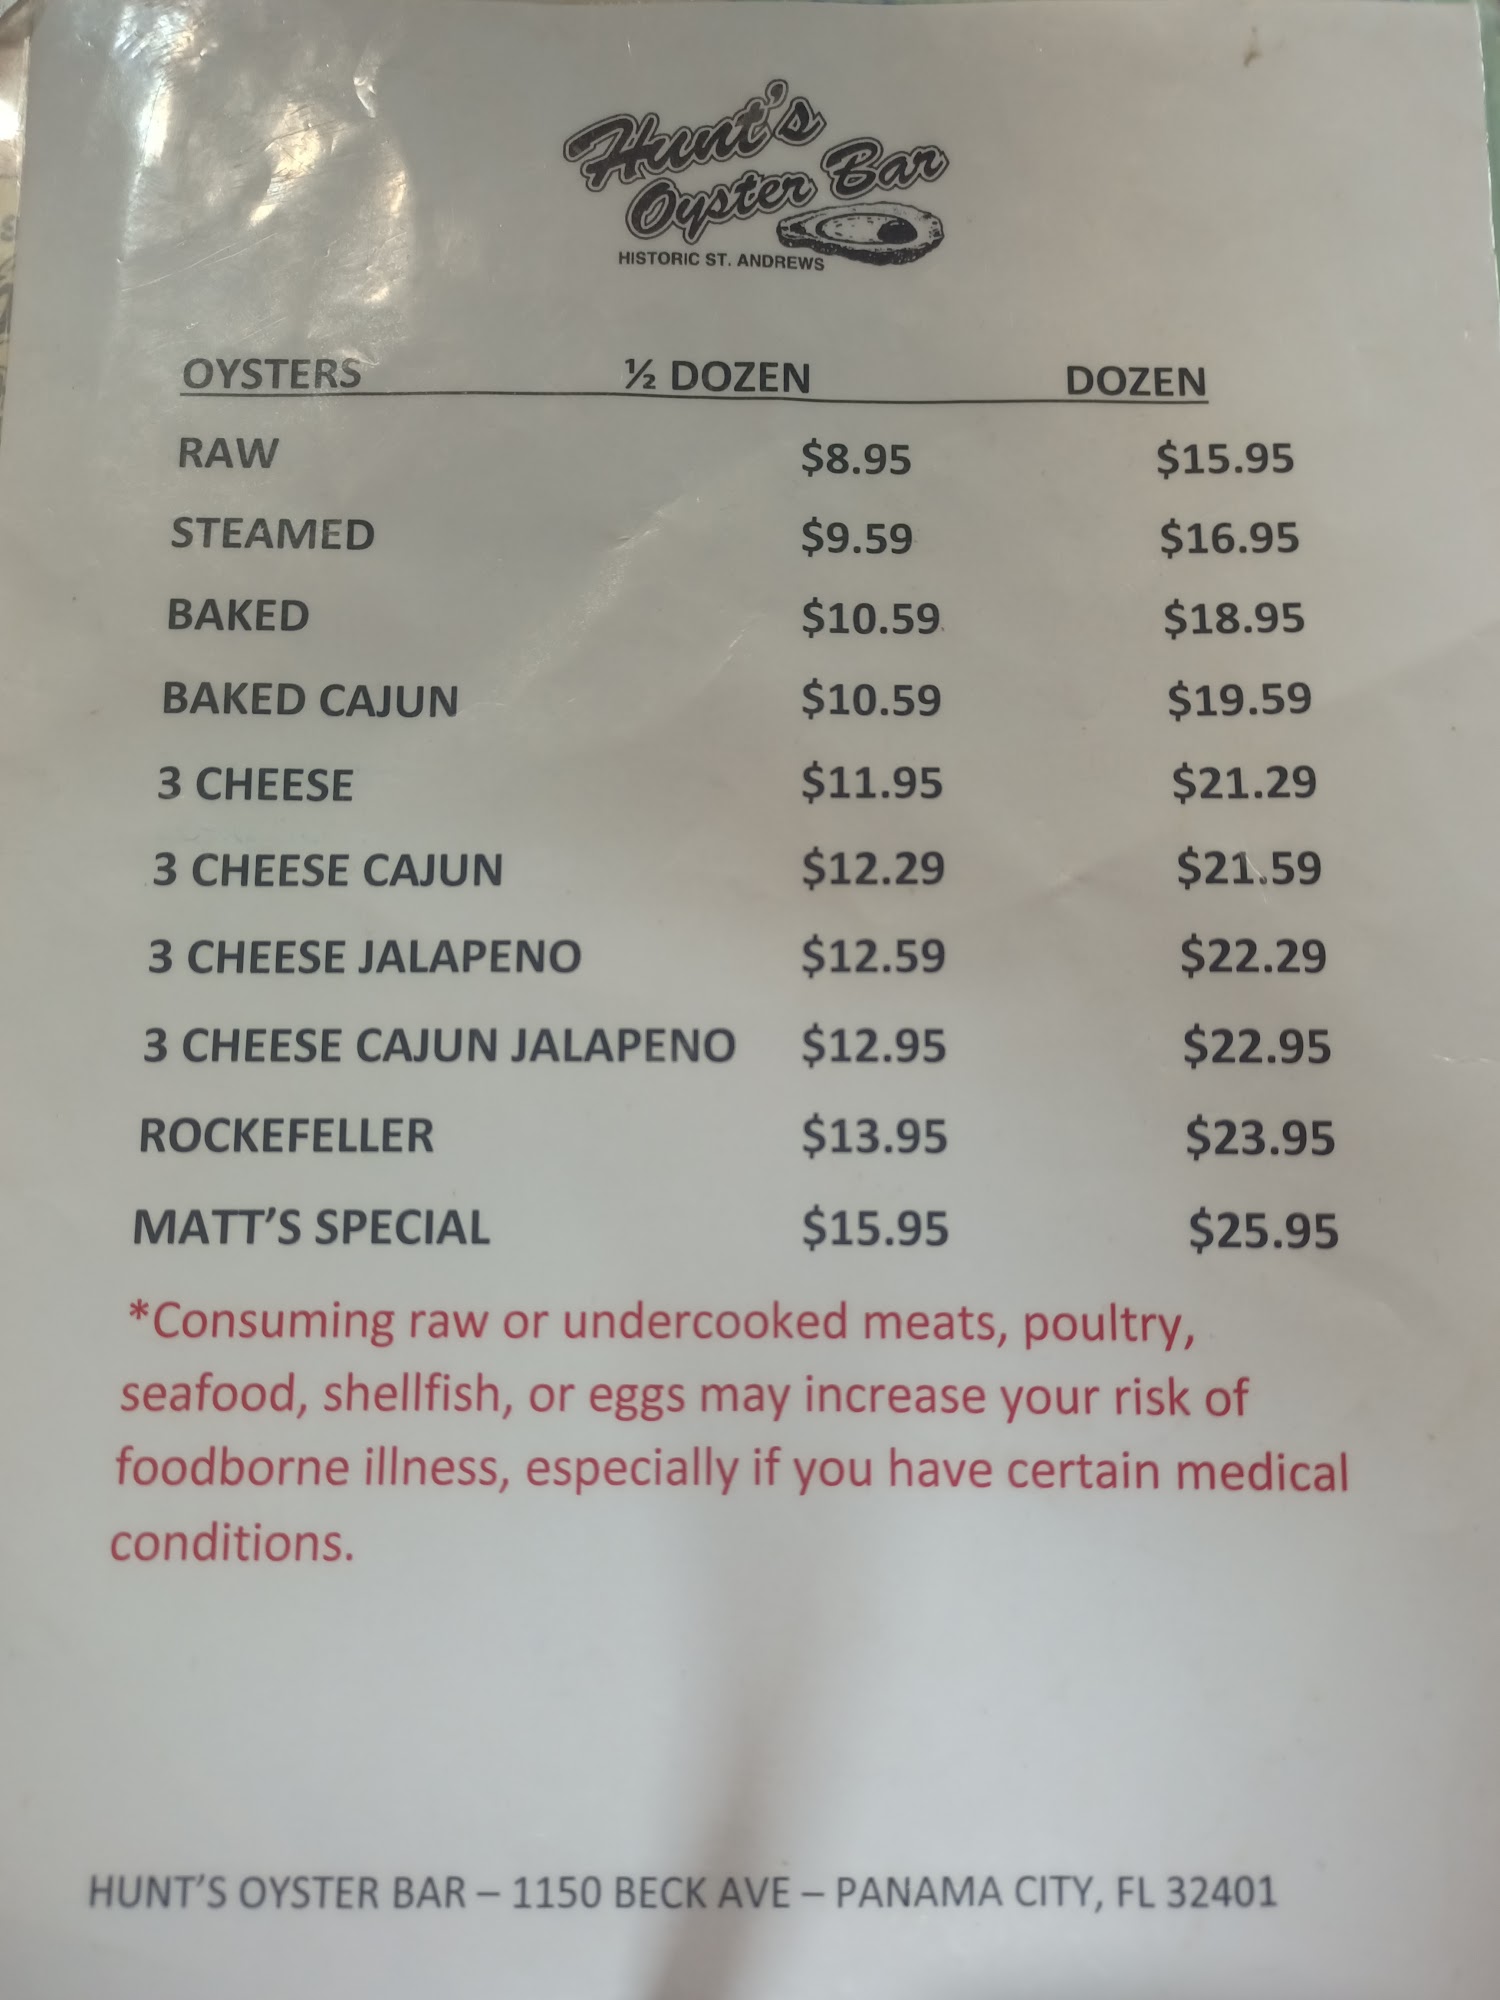 Hunt's
Oyster Bar
HISTORIC ST. ANDREWS
OYSTERS ½ DOZEN DOZEN
RAW $8.95 $15.95
STEAMED $9.59 $16.95
BAKED $10.59 $18.95
BAKED CAJUN $10.59 $19.59
3 CHEESE $11.95 $21.29
3 CHEESE CAJUN $12.29 $21.59
3 CHEESE JALAPENO $12.59 $22.29
3 CHEESE CAJUN JALAPENO $12.95 $22.95
ROCKEFELLER $13.95 $23.95
MATT'S SPECIAL $15.95 $25.95
*Consuming raw or undercooked meats, poultry,
seafood, shellfish, or eggs may increase your risk of
foodborne illness, especially if you have certain medical
conditions.
HUNT'S OYSTER BAR – 1150 BECK AVE – PANAMA CITY, FL 32401